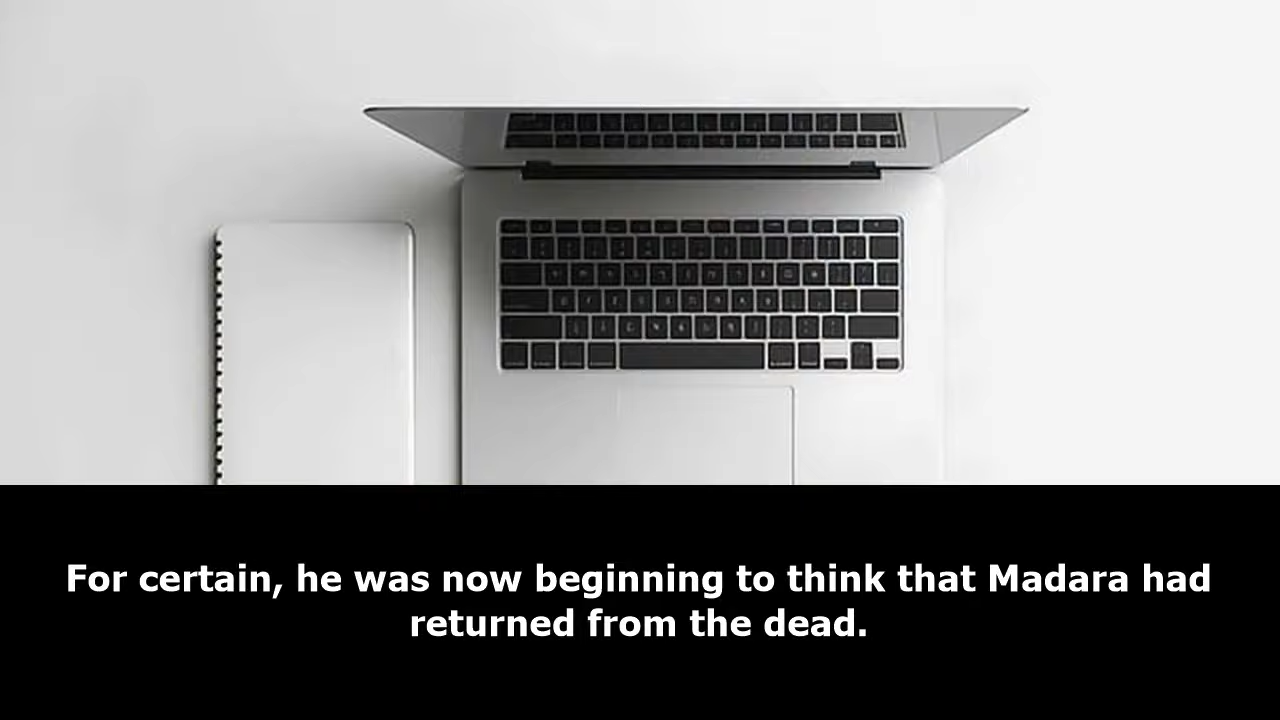 For certain, he was now beginning to think that Madara had
returned from the dead.